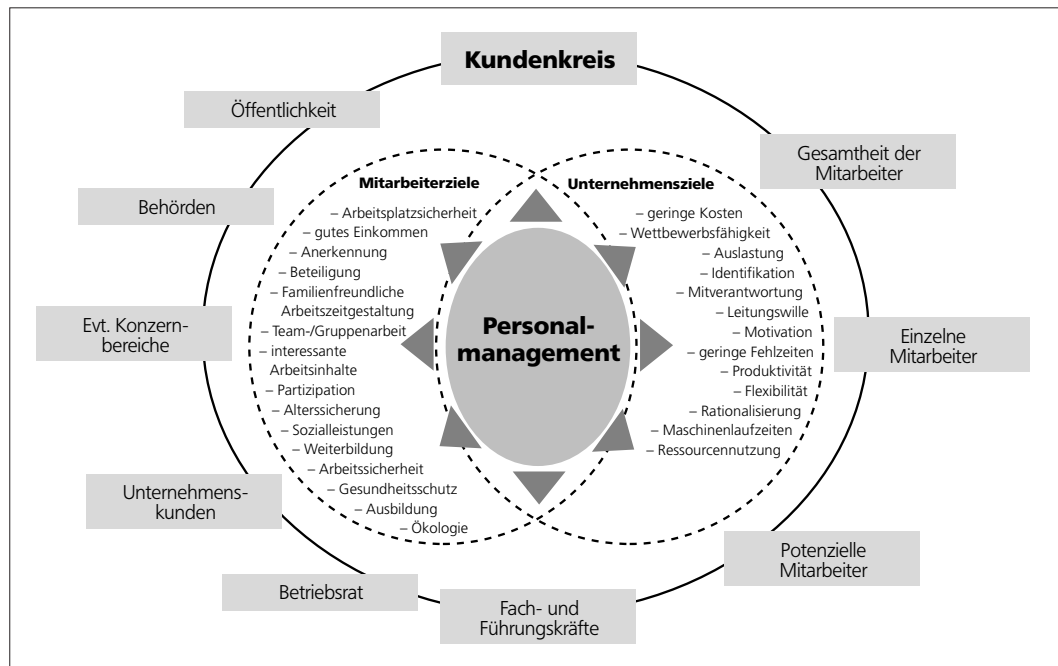 Kundenkreis
Öffentlichkeit
Behörden
Evt. Konzern-
bereiche
Unternehmens-
kunden
Betriebsrat
Fach- und
Führungskräfte
Potenzielle
Mitarbeiter
Einzelne
Mitarbeiter
Gesamtheit der
Mitarbeiter
Mitarbeiterziele
– Arbeitsplatzsicherheit
– gutes Einkommen
– Anerkennung
– Beteiligung
– Familienfreundliche
Arbeitszeitgestaltung
– Team-/Gruppenarbeit
– interessante
Arbeitsinhalte
– Partizipation
– Alterssicherung
– Sozialleistungen
– Weiterbildung
– Arbeitssicherheit
– Gesundheitsschutz
– Ausbildung
– Ökologie
Personal-
management
Unternehmensziele
– geringe Kosten
– Wettbewerbsfähigkeit
– Auslastung
– Identifikation
– Mitverantwortung
– Leitungswille
– Motivation
– geringe Fehlzeiten
– Produktivität
– Flexibilität
– Rationalisierung
– Maschinenlaufzeiten
– Ressourcennutzung